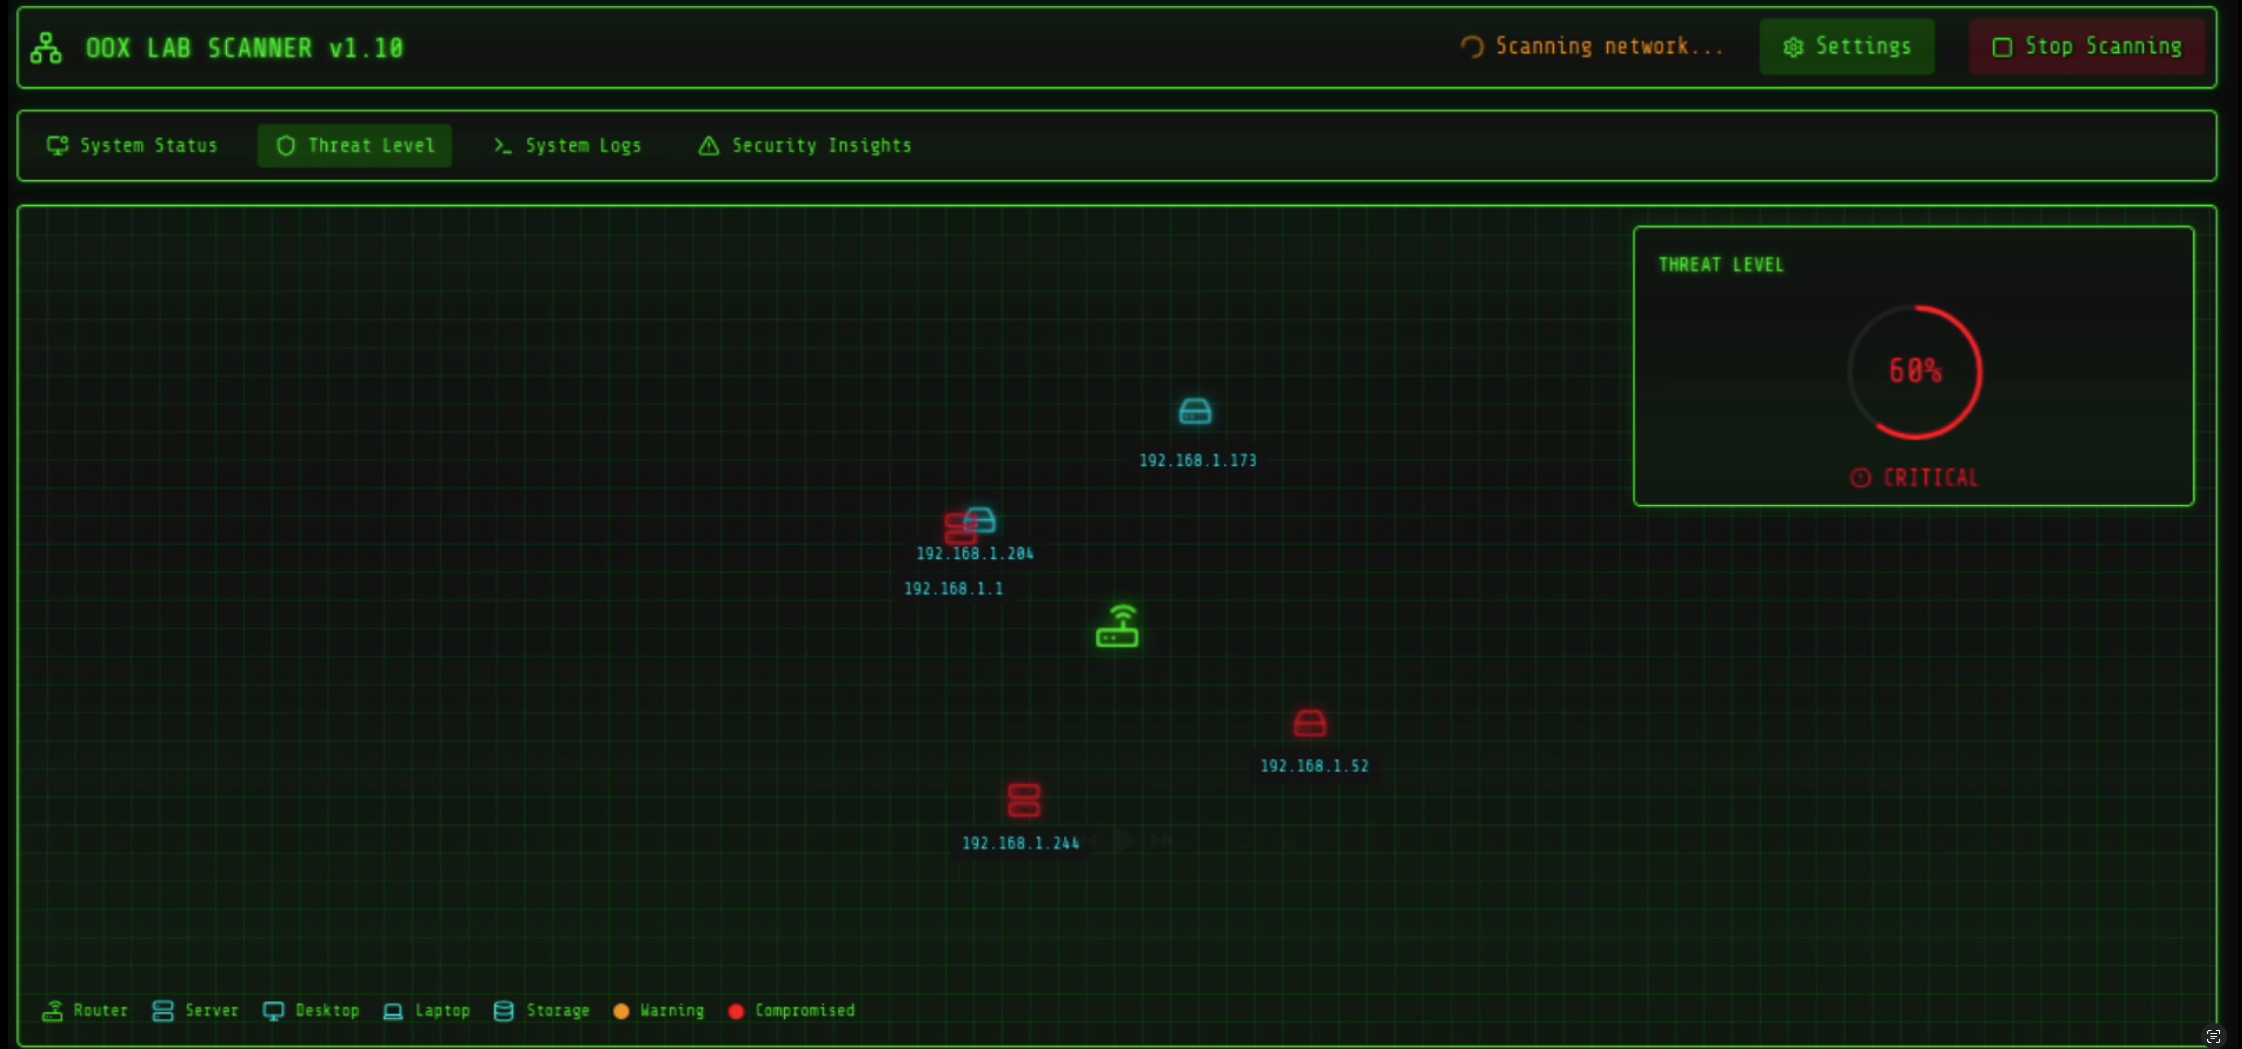 OOX LAB SCANNER v1.10
Scanning network...
Settings
Stop Scanning
System Status
Threat Level
System Logs
Security Insights
THREAT LEVEL
60%
CRITICAL
192.168.1.173
192.168.1.204
192.168.1.1
192.168.1.52
192.168.1.244
Router
Server
Desktop
Laptop
Storage
Warning
Compromised